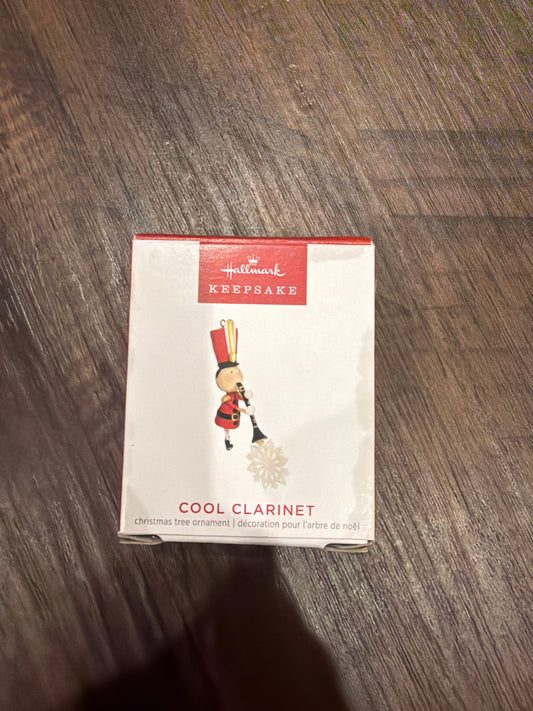 Hallmark
KEEPSAKE
COOL CLARINET
christmas tree ornament | décoration pour l'arbre de noël